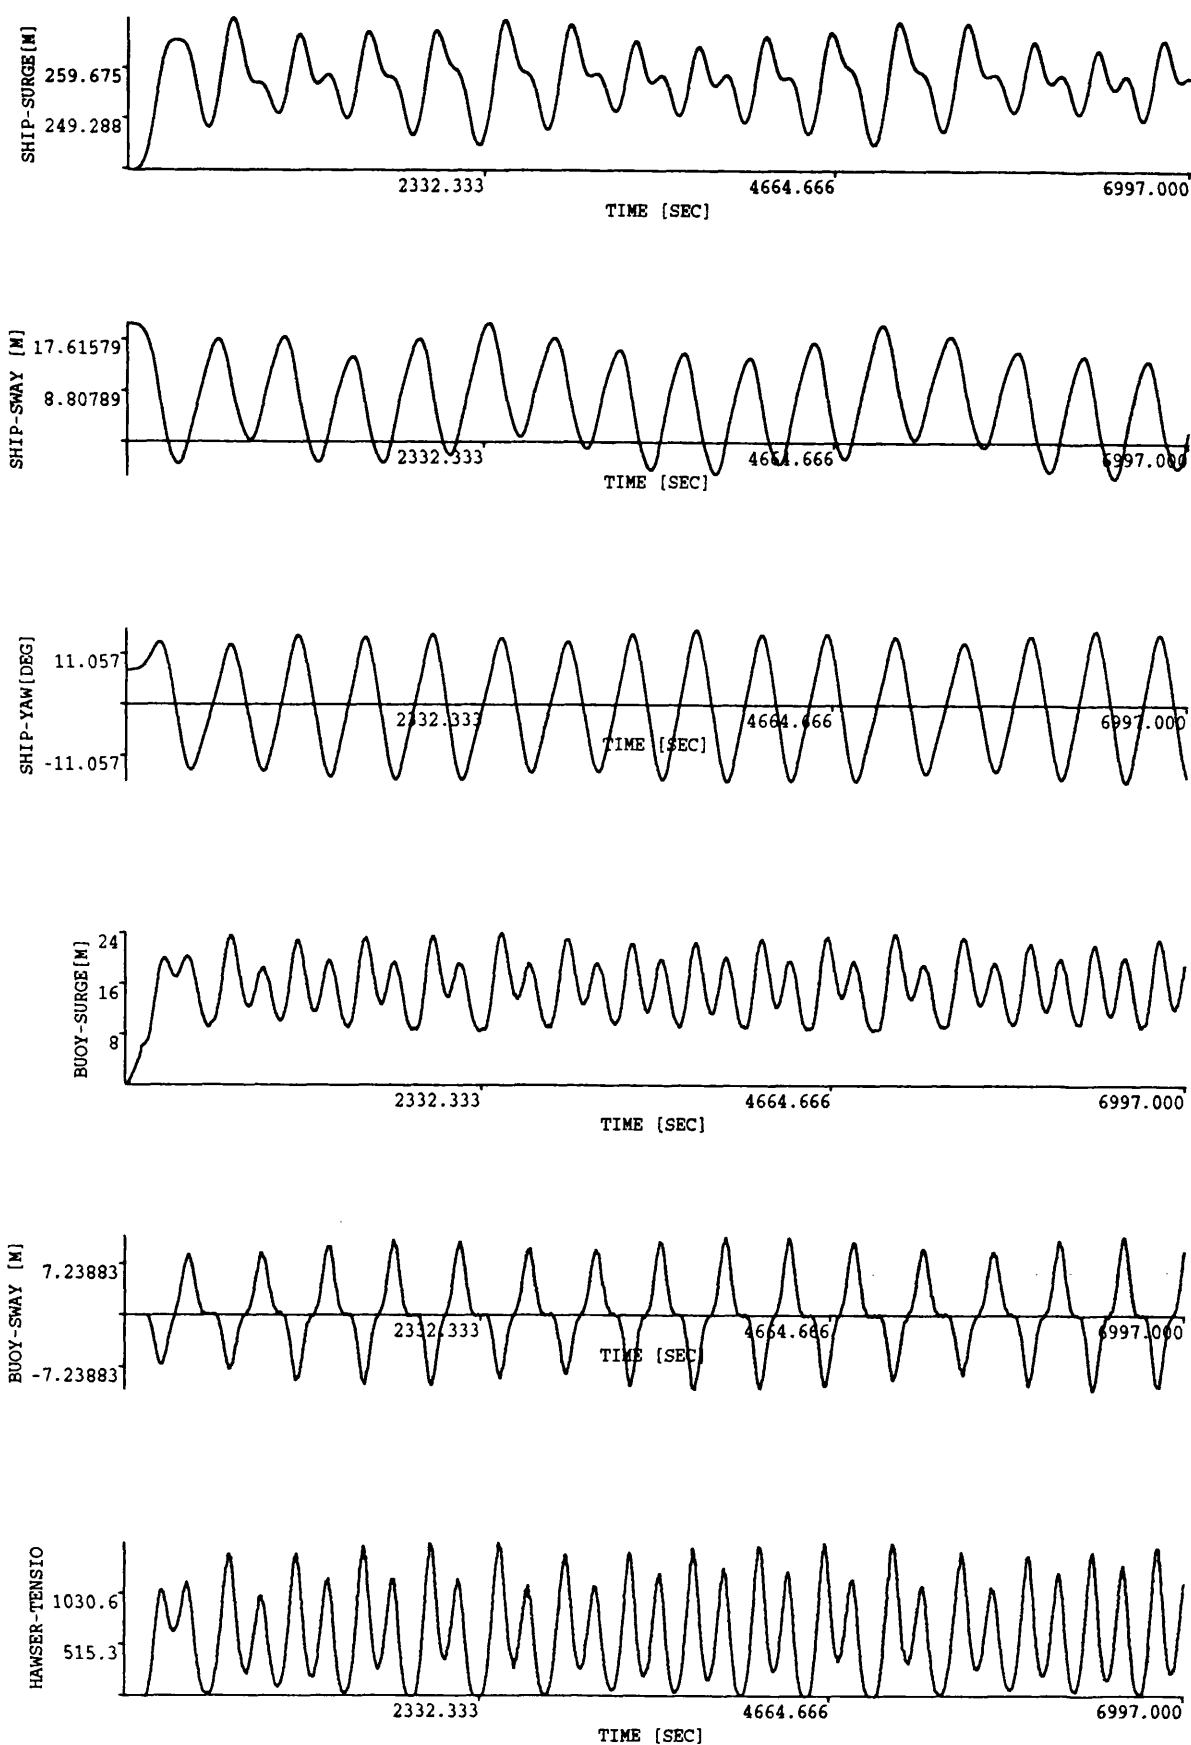 SHIP-SURGE[M]
259.675
249.288
2332.333 4664.666 6997.000
TIME [SEC]
SHIP-SWAY [M]
17.61579
8.80789
2332.333 4664.666 6997.000
TIME [SEC]
SHIP-YAW[DEG]
11.057
-11.057
2332.333 4664.666 6997.000
TIME [SEC]
BUOY-SURGE[M]
24
16
8
2332.333 4664.666 6997.000
TIME [SEC]
BUOY-SWAY [M]
7.23883
-7.23883
2332.333 4664.666 6997.000
TIME [SEC]
HAWSER-TENSIO
1030.6
515.3
2332.333 4664.666 6997.000
TIME [SEC]